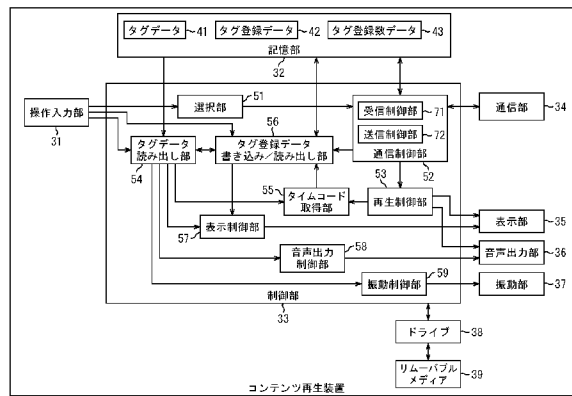 タグデータ 41 タグ登録データ 42 タグ登録数データ 43
記憶部
32
操作入力部
31
選択部
51
56
受信制御部 71
送信制御部 72
通信制御部
52
通信部
34
タグデータ
読み出し部
54
タグ登録データ
書き込み/読み出し部
53
55
タイムコード
取得部
再生制御部
表示制御部
57
表示部
35
音声出力
制御部
58
音声出力部
36
振動制御部
59
振動部
37
制御部
33
ドライブ
38
リムーバブル
メディア
39
コンテンツ再生装置